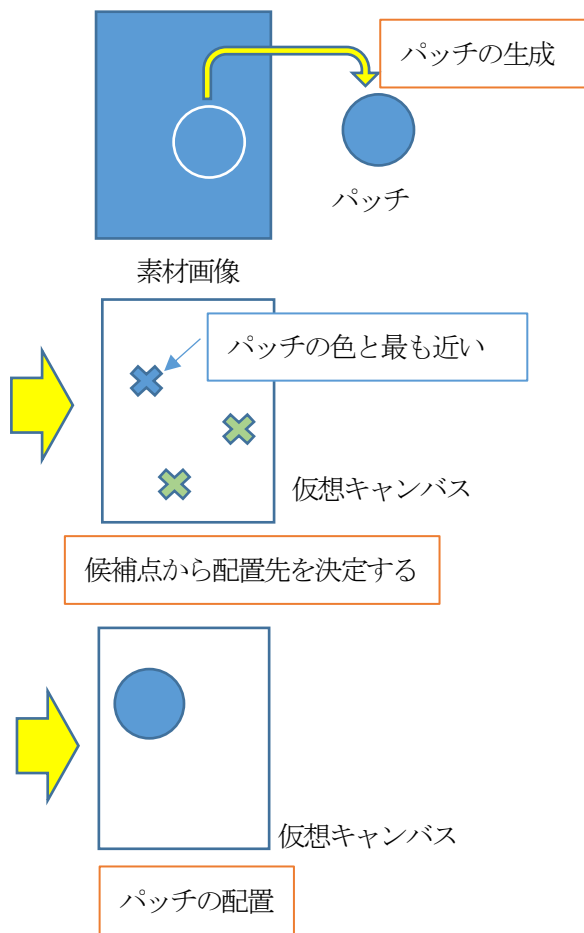 パッチの生成
パッチ
素材画像
パッチの色と最も近い
仮想キャンバス
候補点から配置先を決定する
仮想キャンバス
パッチの配置